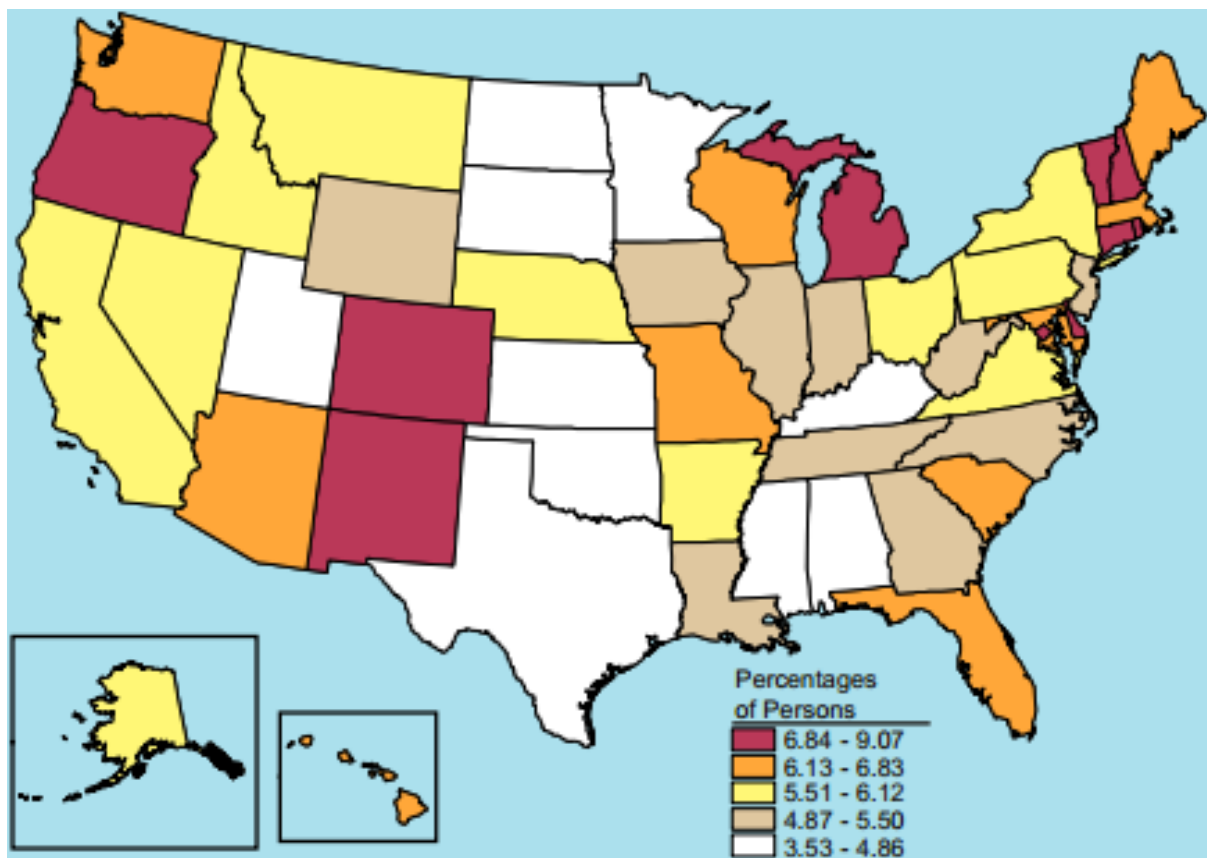 Percentages
of Persons
6.84 - 9.07
6.13 - 6.83
5.51 - 6.12
4.87 - 5.50
3.53 - 4.86